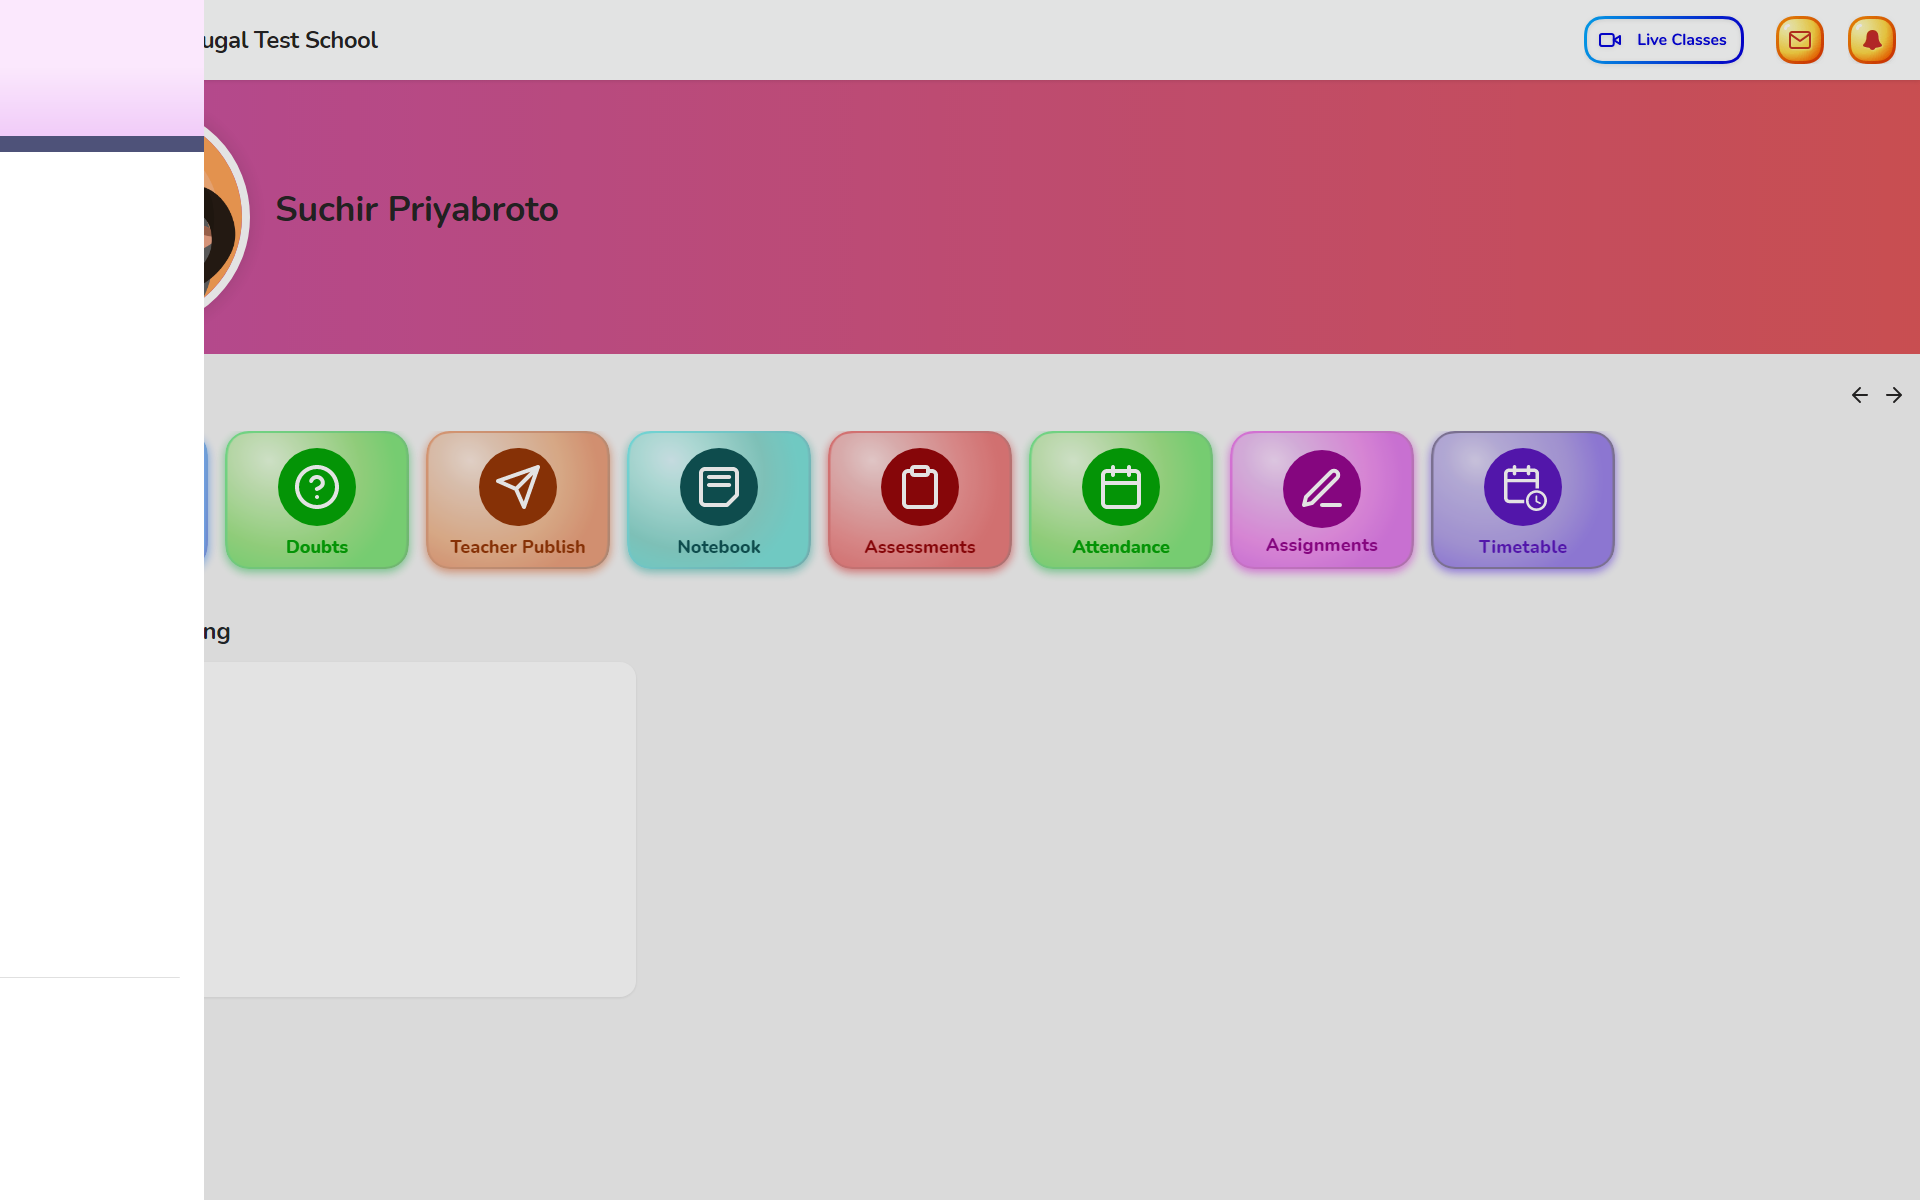 ugal Test School
Live Classes
Suchir Priyabroto
Doubts
Teacher Publish
Notebook
Assessments
Attendance
Assignments
Timetable
ng